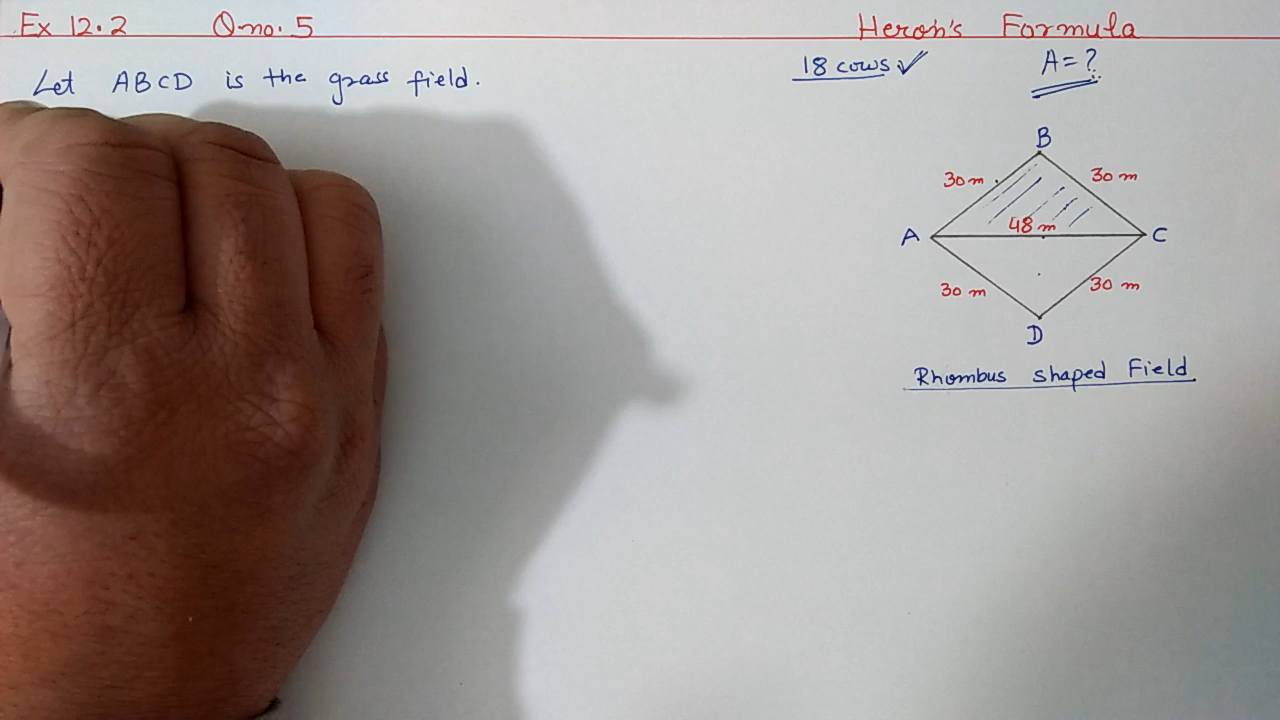 Ex 12.2 Q no. 5 Heron's Formula
Let ABCD is the grass field.
18 cows ✓ A = ?
B
30 m 30 m
48 m
A C
30 m 30 m
D
Rhombus shaped Field